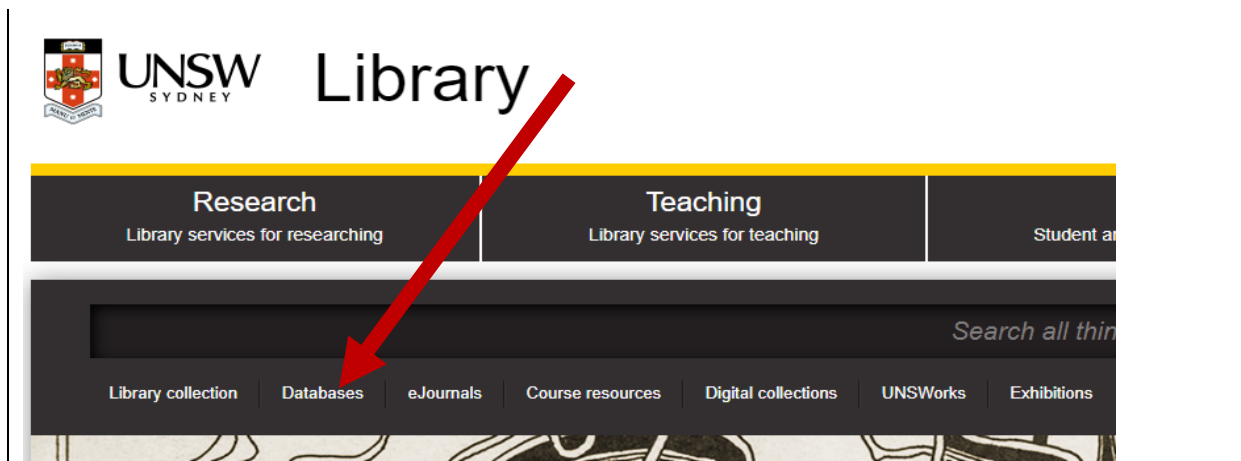 UNSW Library
SYDNEY
Research Teaching
Library services for researching Library services for teaching Student
Search all
Library collection Databases eJournals Course resources Digital collections UNSWorks Exhibitions